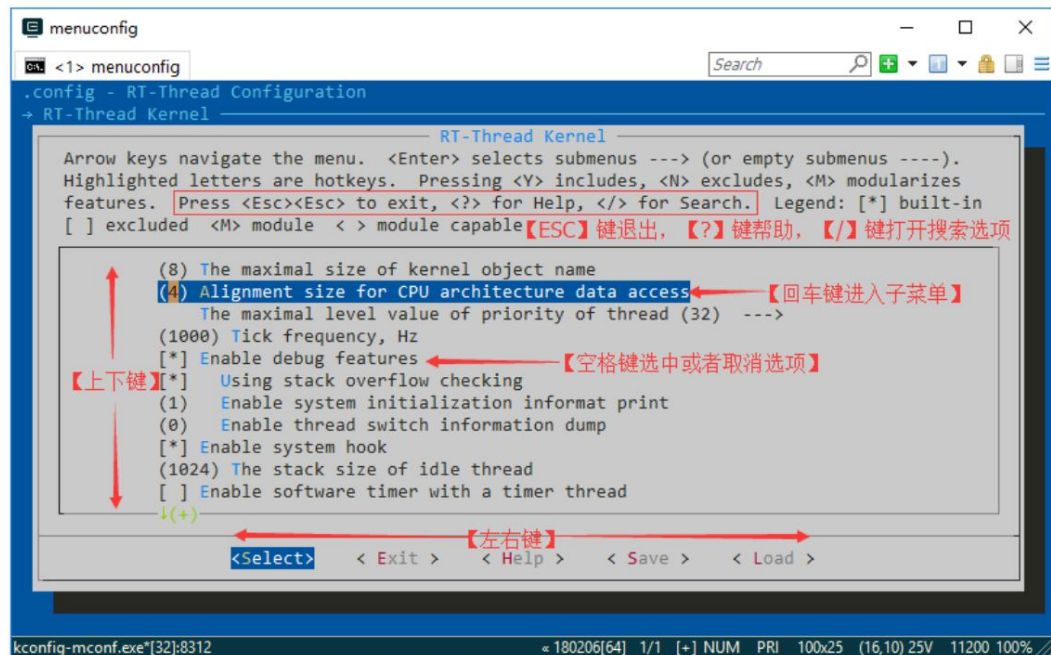 menuconfig
<1> menuconfig
Search
.config - RT-Thread Configuration
→ RT-Thread Kernel
RT-Thread Kernel
Arrow keys navigate the menu. <Enter> selects submenus ---> (or empty submenus ----).
Highlighted letters are hotkeys. Pressing <Y> includes, <N> excludes, <M> modularizes
features. Press <Esc><Esc> to exit, <?> for Help, </> for Search. Legend: [*] built-in
[ ] excluded <M> module < > module capable【ESC】键退出，【?】键帮助，【/】键打开搜索选项
(8) The maximal size of kernel object name
(4) Alignment size for CPU architecture data access【回车键进入子菜单】
The maximal level value of priority of thread (32) --->
(1000) Tick frequency, Hz
[*] Enable debug features【空格键选中或者取消选项】
【上下键】[*] Using stack overflow checking
(1) Enable system initialization informat print
(0) Enable thread switch information dump
[*] Enable system hook
(1024) The stack size of idle thread
[ ] Enable software timer with a timer thread
↓(+)
【左右键】
<Select> < Exit > < Help > < Save > < Load >
kconfig-mconf.exe*[32]:8312 « 180206[64] 1/1 [+] NUM PRI 100x25 (16,10) 25V 11200 100%